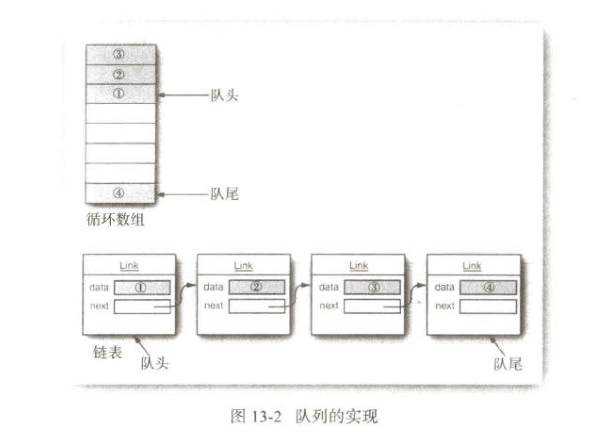 ③
②
①
队头
④
队尾
循环数组
Link
Link
Link
Link
data ①
data ②
data ③
data ④
next
next
next
next
链表
队头
队尾
图 13-2 队列的实现